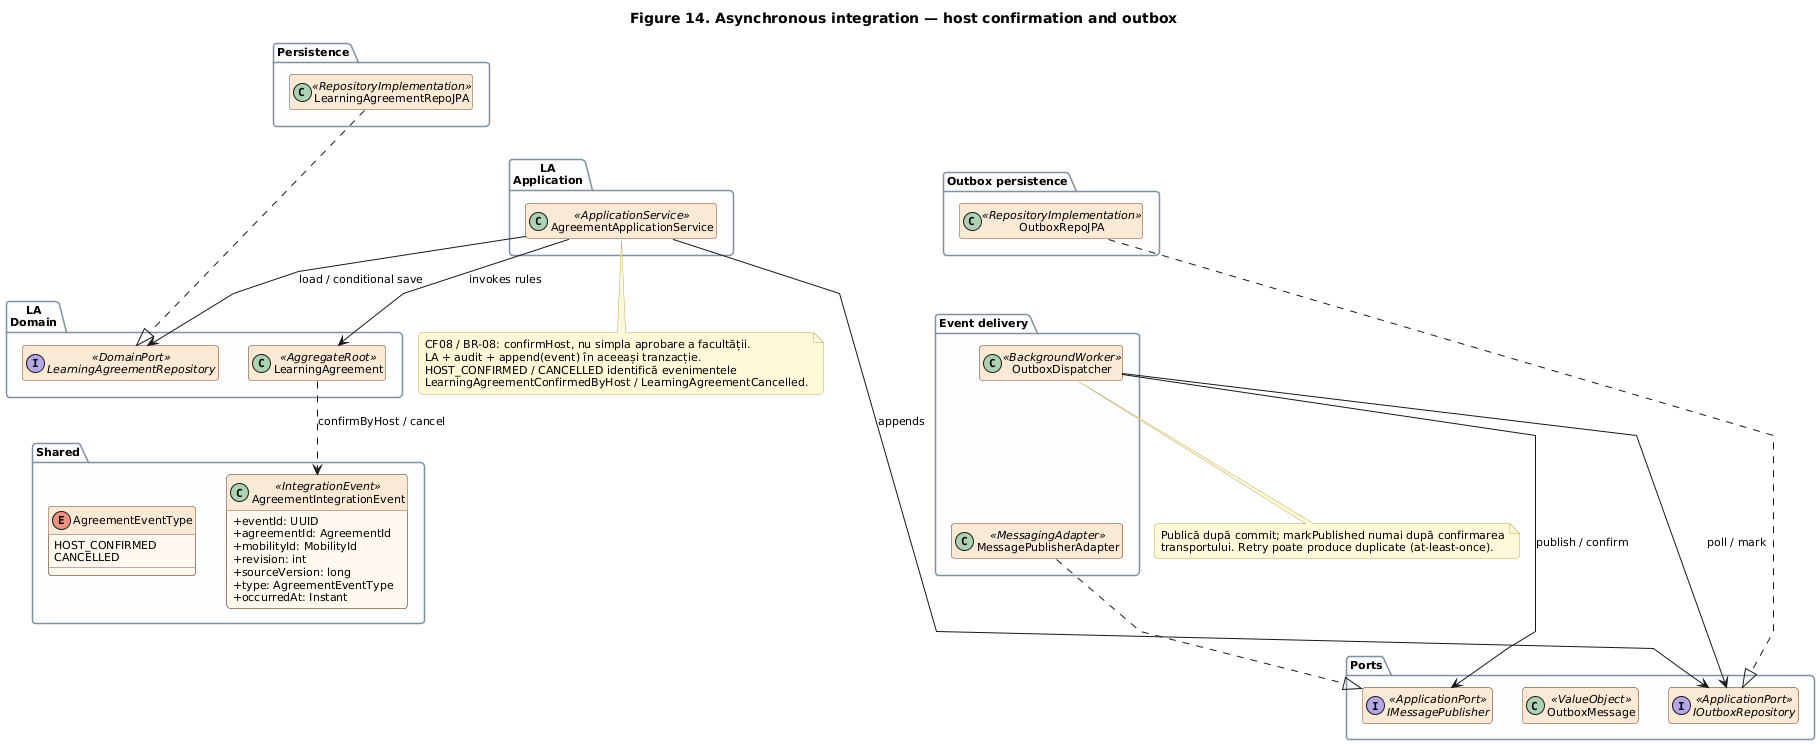 Figure 14. Asynchronous integration — host confirmation and outbox
Persistence
C
«RepositoryImplementation»
LearningAgreementRepoJPA
LA
Application
C
«ApplicationService»
AgreementApplicationService
Outbox persistence
C
«RepositoryImplementation»
OutboxRepoJPA
load / conditional save
invokes rules
LA
Domain
I
«DomainPort»
LearningAgreementRepository
C
«AggregateRoot»
LearningAgreement
CF08 / BR-08: confirmHost, nu simpla aprobare a facultății.
LA + audit + append(event) în aceeași tranzacție.
HOST_CONFIRMED / CANCELLED identifică evenimentele
LearningAgreementConfirmedByHost / LearningAgreementCancelled.
Event delivery
C
«BackgroundWorker»
OutboxDispatcher
confirmByHost / cancel
appends
Shared
E
AgreementEventType
HOST_CONFIRMED
CANCELLED
C
«IntegrationEvent»
AgreementIntegrationEvent
+eventId: UUID
+agreementId: AgreementId
+mobilityId: MobilityId
+revision: int
+sourceVersion: long
+type: AgreementEventType
+occurredAt: Instant
C
«MessagingAdapter»
MessagePublisherAdapter
Publică după commit; markPublished numai după confirmarea
transportului. Retry poate produce duplicate (at-least-once).
publish / confirm
poll / mark
Ports
I
«ApplicationPort»
IMessagePublisher
C
«ValueObject»
OutboxMessage
I
«ApplicationPort»
IOutboxRepository